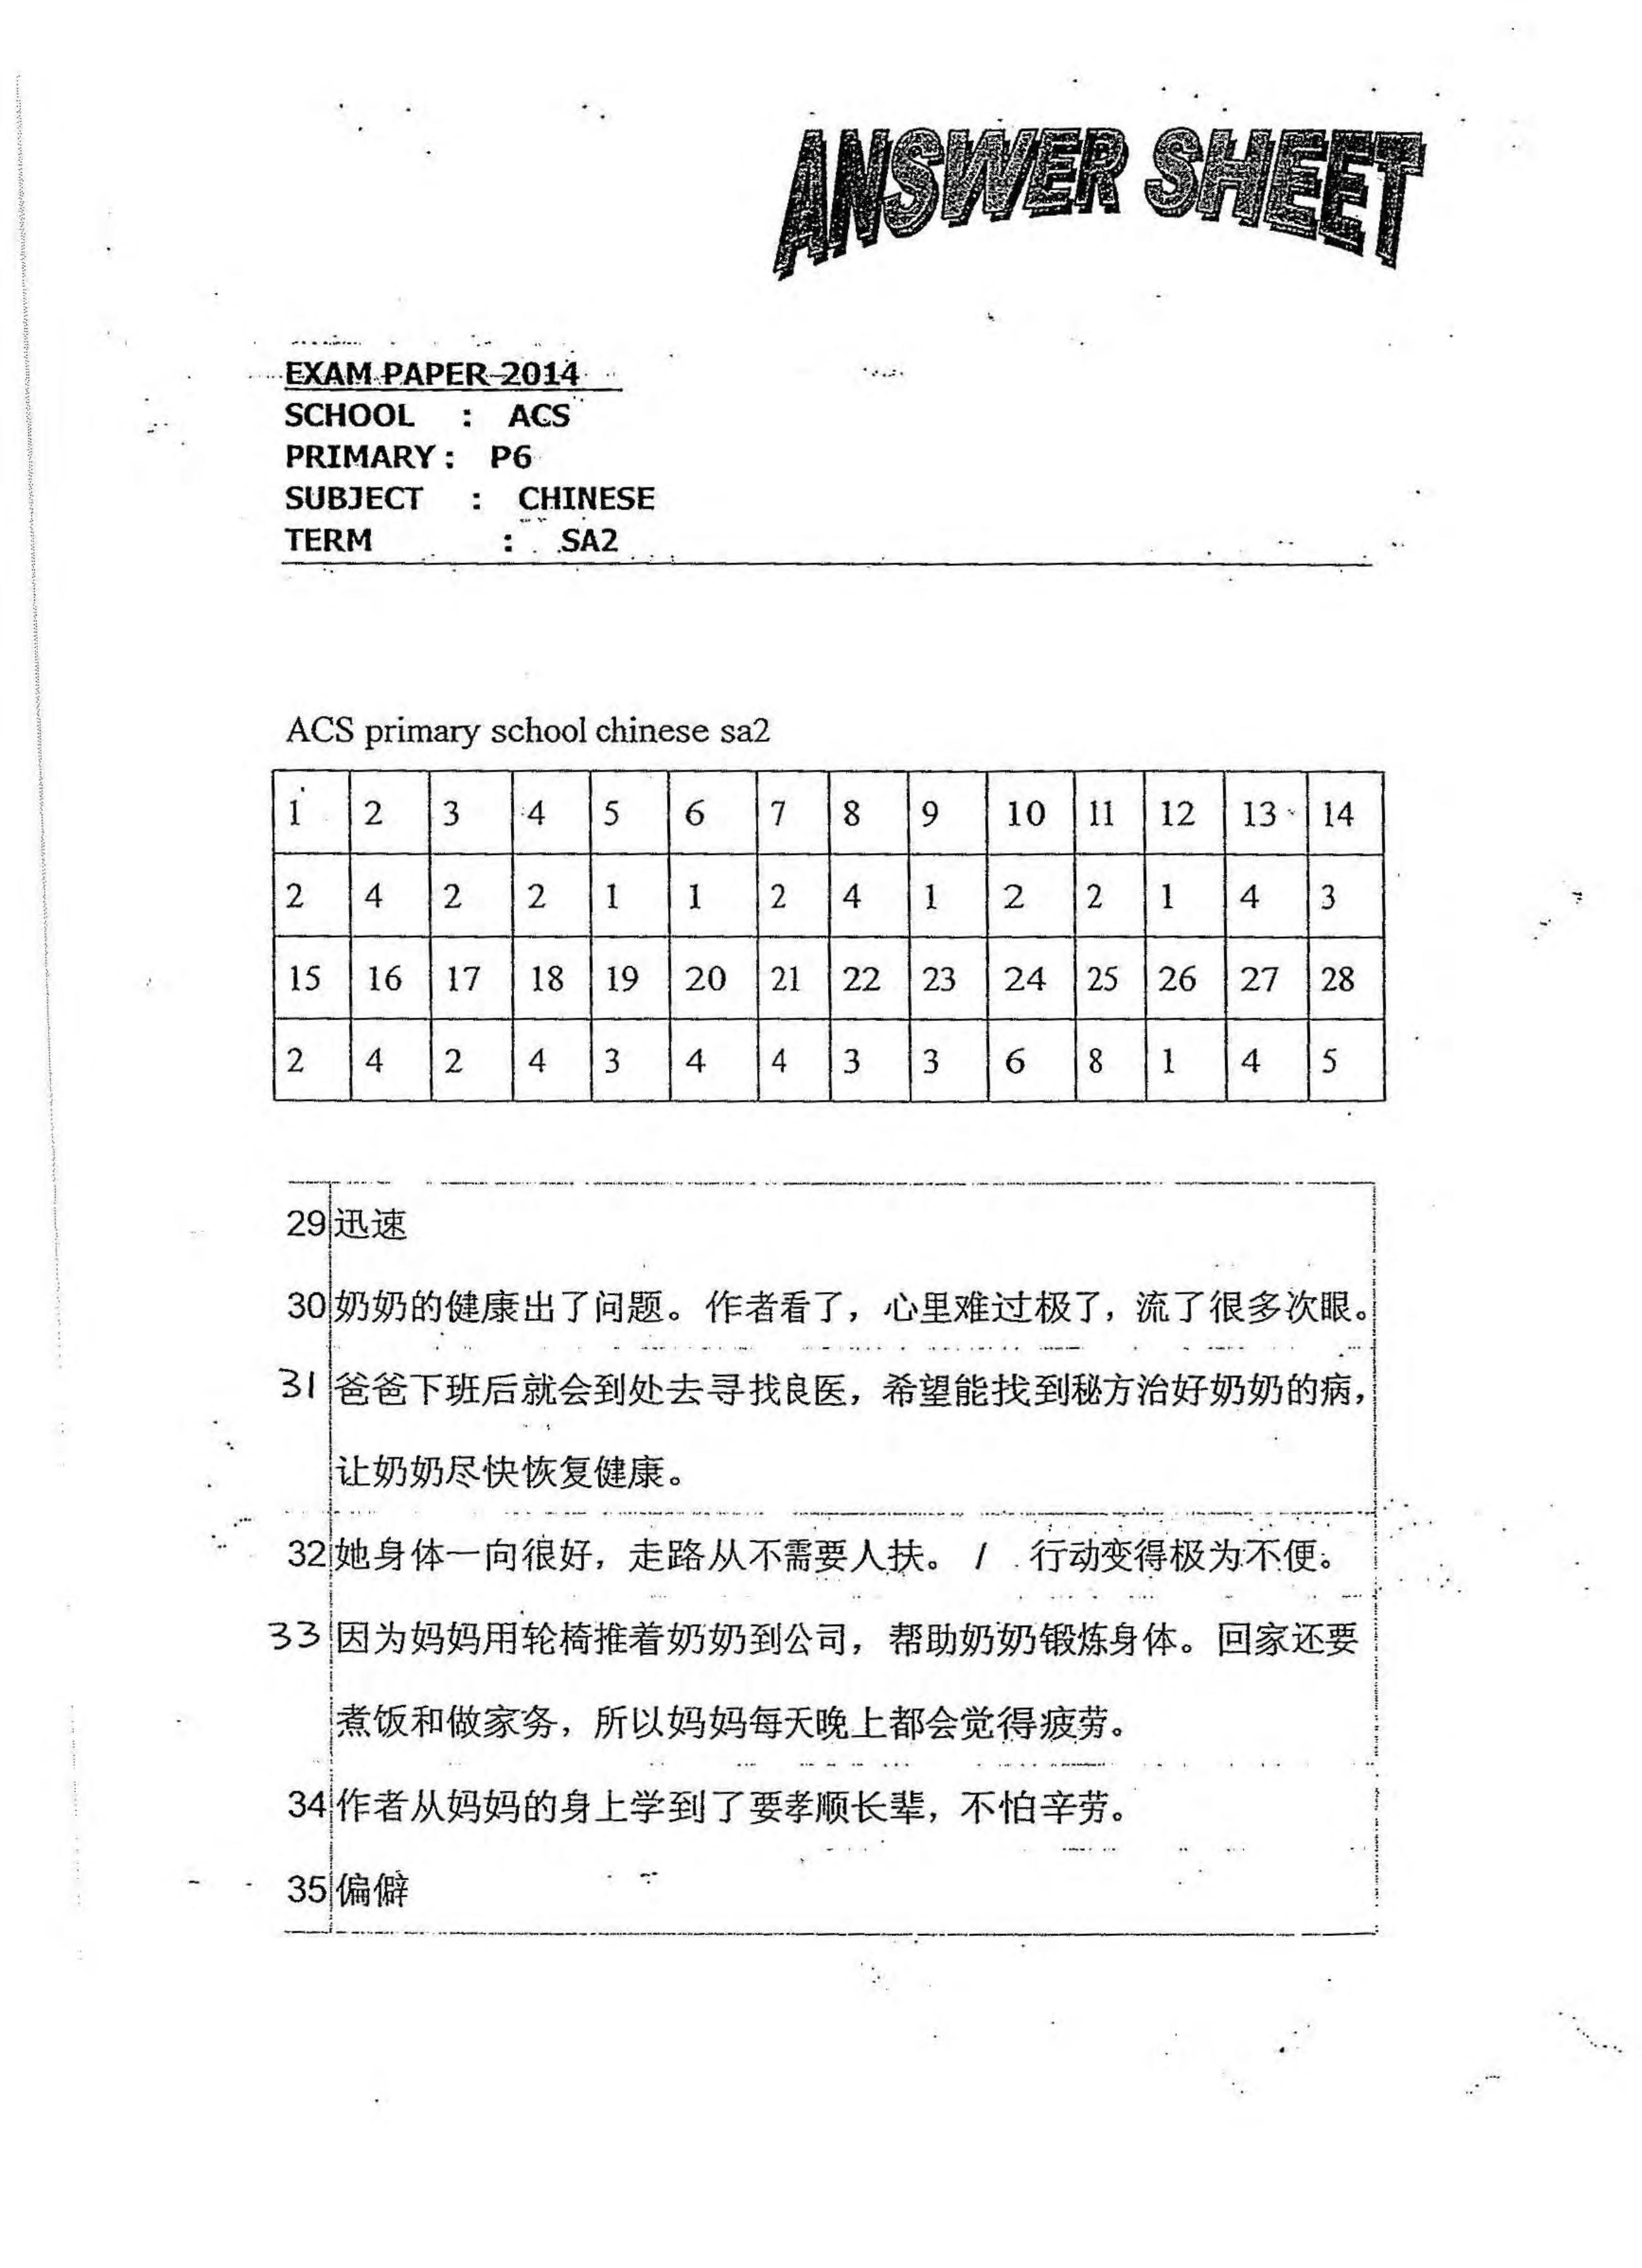 ANSWER SHEET
EXAM PAPER 2014
SCHOOL : ACS
PRIMARY : P6
SUBJECT : CHINESE
TERM : SA2
ACS primary school chinese sa2
1 2 3 4 5 6 7 8 9 10 11 12 13 14
2 4 2 2 1 1 2 4 1 2 2 1 4 3
15 16 17 18 19 20 21 22 23 24 25 26 27 28
2 4 2 4 3 4 4 3 3 6 8 1 4 5
29 迅速
30 奶奶的健康出了问题。作者看了，心里难过极了，流了很多次眼。
31 爸爸下班后就会到处去寻找良医，希望能找到秘方治好奶奶的病，
让奶奶尽快恢复健康。
32 她身体一向很好，走路从不需要人扶。 / 行动变得极为不便。
33 因为妈妈用轮椅推着奶奶到公司，帮助奶奶锻炼身体。回家还要
煮饭和做家务，所以妈妈每天晚上都会觉得疲劳。
34 作者从妈妈的身上学到了要孝顺长辈，不怕辛劳。
35 偏僻